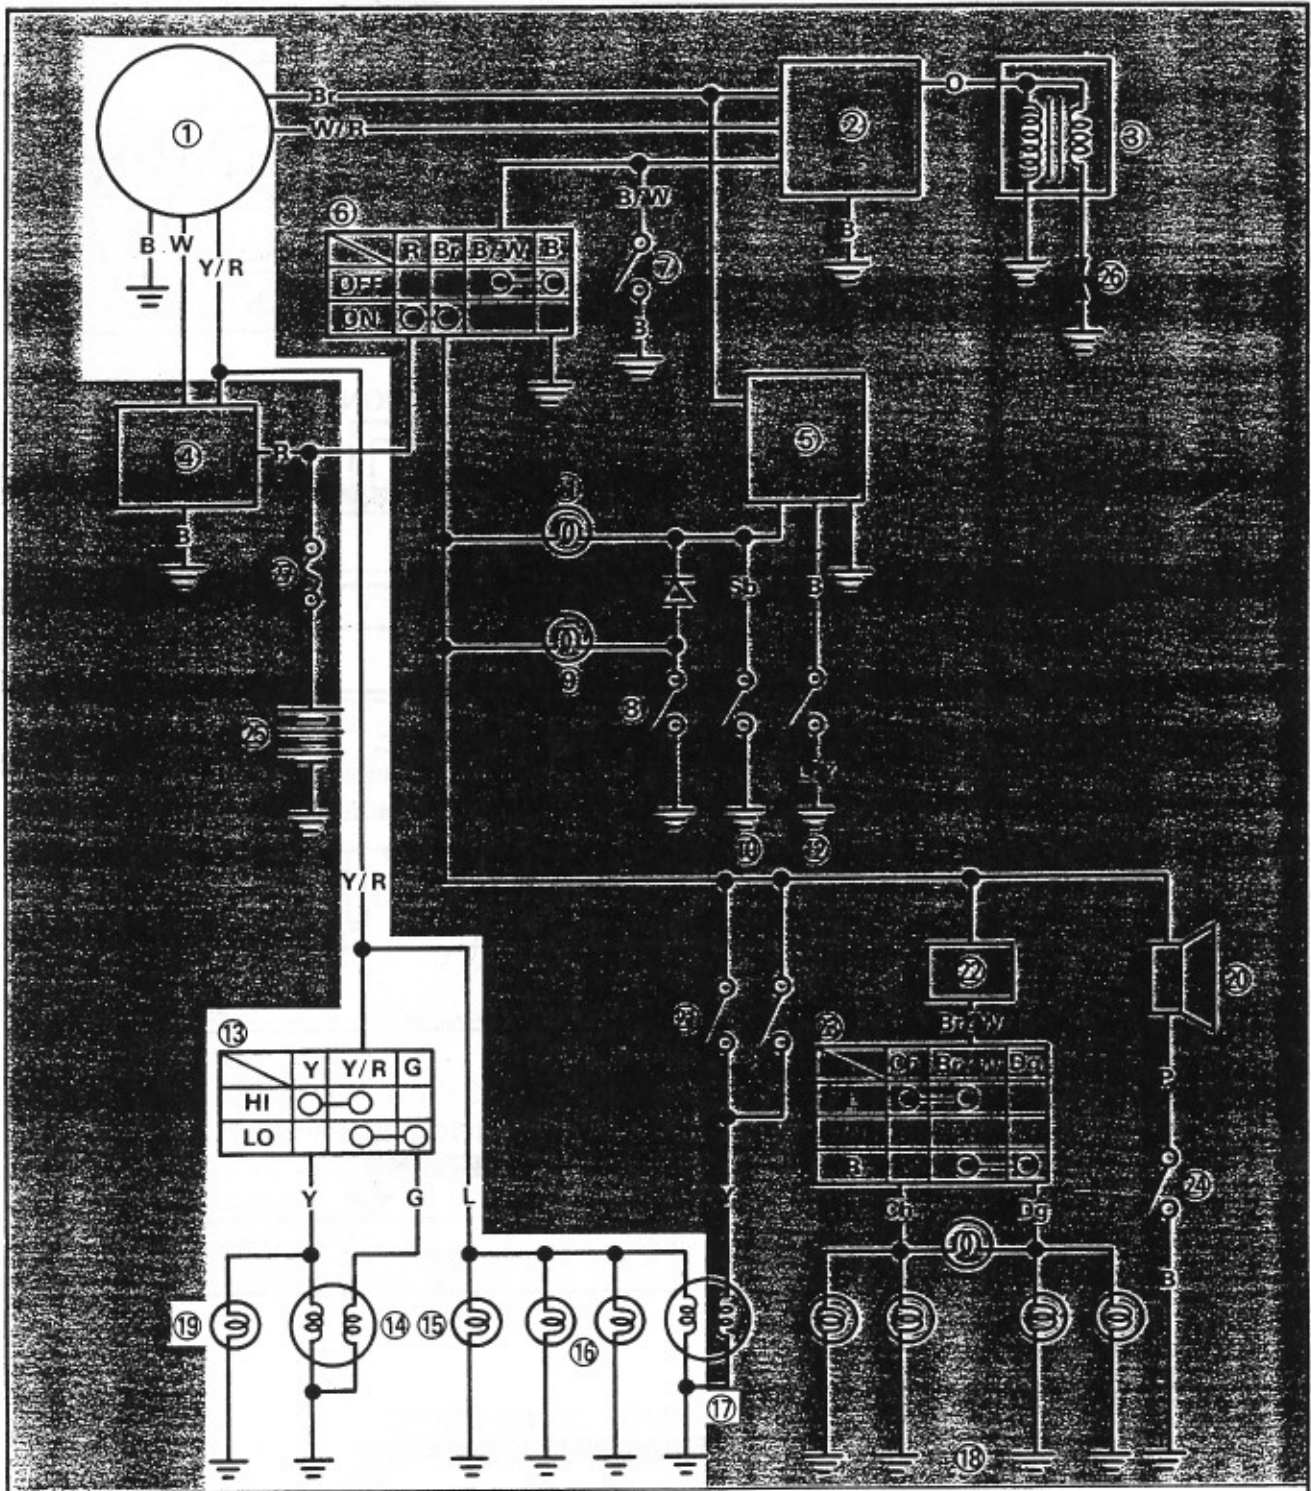 Br
O
①
W/R
②
③
B/W
⑥
B W
B
Y/R
R Br B/W B
⑦
㉖
OFF
B
ON
④
R
⑤
B
Sb B
9
⑧
Y/R
㉒
⑳
⑬
Br/W
Y Y/R G
HI
P
LO
R
㉔
Y G L Y
Ch Dg
B
⑲
⑭
⑮
⑯
⑰
⑱